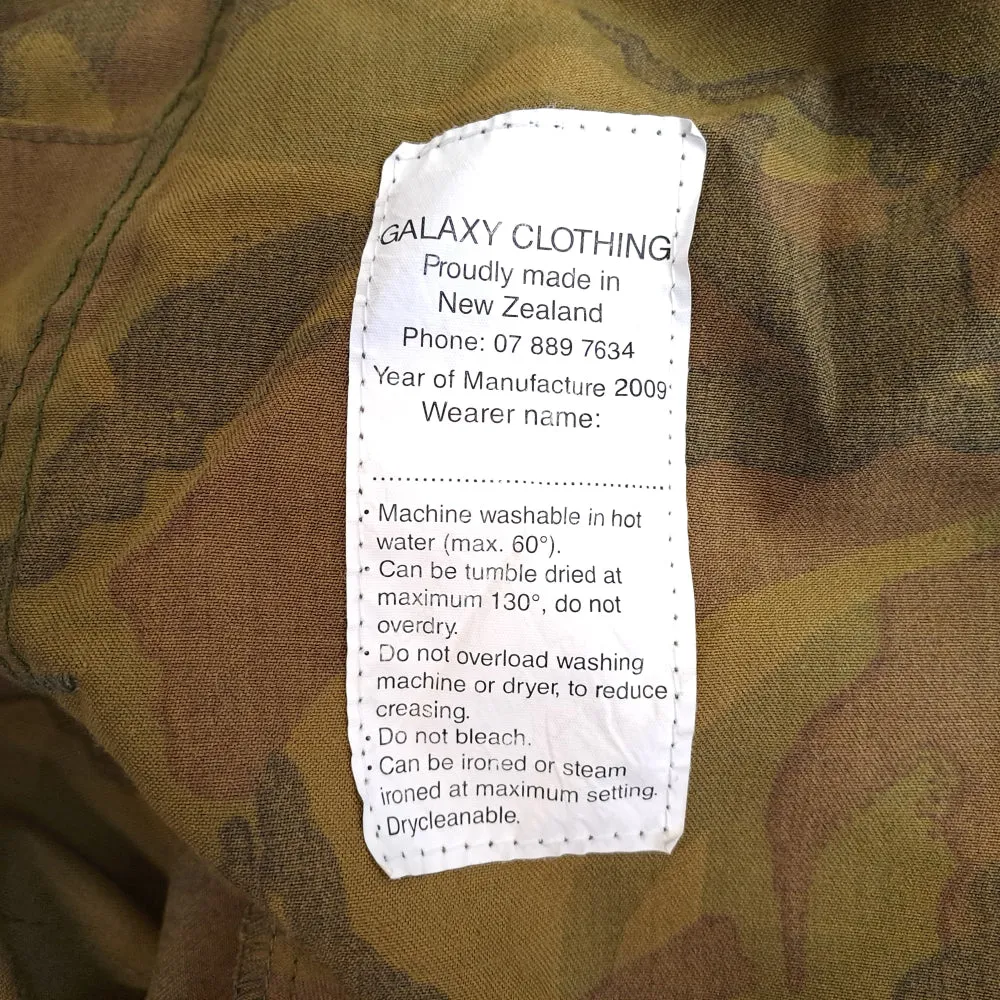 GALAXY CLOTHING
Proudly made in
New Zealand
Phone: 07 889 7634
Year of Manufacture 2009
Wearer name:
................................................
• Machine washable in hot
water (max. 60°).
• Can be tumble dried at
maximum 130°, do not
overdry.
• Do not overload washing
machine or dryer, to reduce
creasing.
• Do not bleach.
• Can be ironed or steam
ironed at maximum setting.
• Drycleanable.